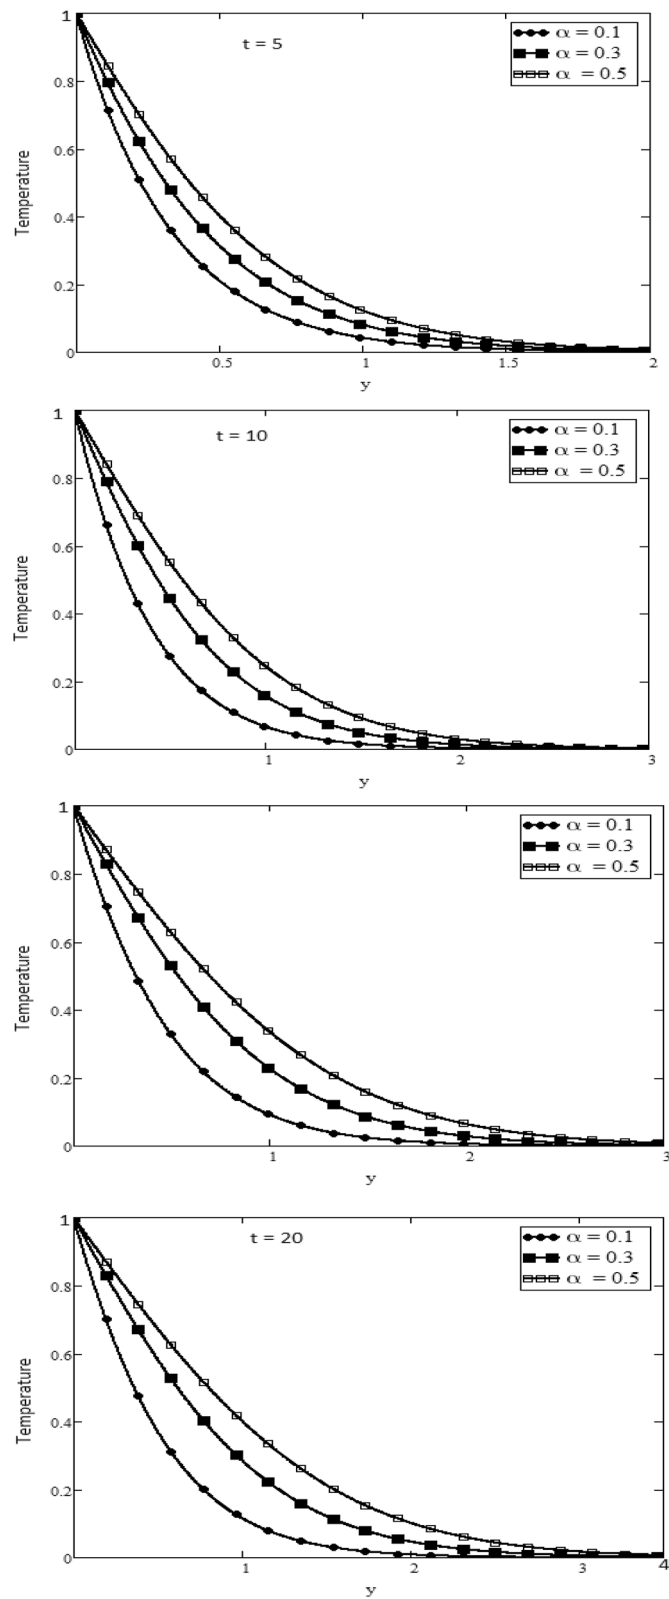 1
t = 5
α = 0.1
α = 0.3
α = 0.5
0.8
0.6
0.4
0.2
0
Temperature
0.5
1
1.5
2
y
1
t = 10
α = 0.1
α = 0.3
α = 0.5
0.8
0.6
0.4
0.2
0
Temperature
1
2
3
y
1
α = 0.1
α = 0.3
α = 0.5
0.8
0.6
0.4
0.2
0
Temperature
1
2
3
y
1
t = 20
α = 0.1
α = 0.3
α = 0.5
0.8
0.6
0.4
0.2
0
Temperature
1
2
3
4
y